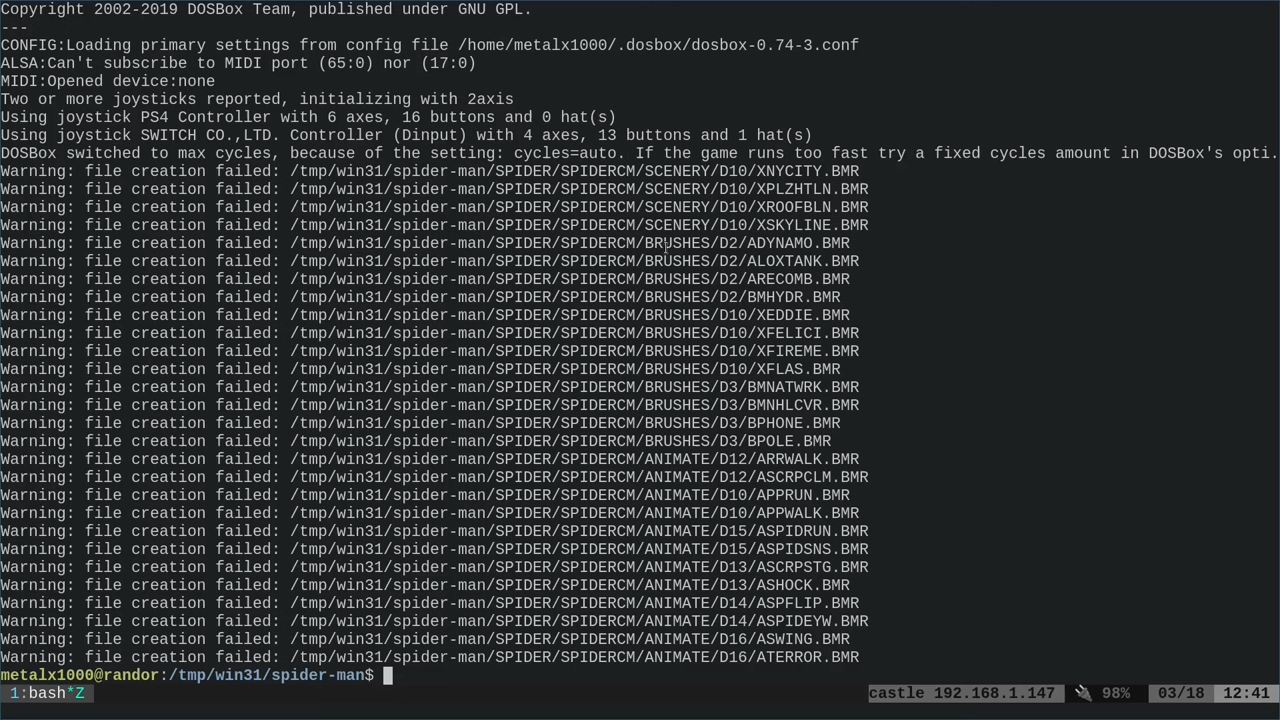 Copyright 2002-2019 DOSBox Team, published under GNU GPL.
---
CONFIG:Loading primary settings from config file /home/metalx1000/.dosbox/dosbox-0.74-3.conf
ALSA:Can't subscribe to MIDI port (65:0) nor (17:0)
MIDI:Opened device:none
Two or more joysticks reported, initializing with 2axis
Using joystick PS4 Controller with 6 axes, 16 buttons and 0 hat(s)
Using joystick SWITCH CO.,LTD. Controller (Dinput) with 4 axes, 13 buttons and 1 hat(s)
DOSBox switched to max cycles, because of the setting: cycles=auto. If the game runs too fast try a fixed cycles amount in DOSBox's opti.
Warning: file creation failed: /tmp/win31/spider-man/SPIDER/SPIDERCM/SCENERY/D10/XNYCITY.BMR
Warning: file creation failed: /tmp/win31/spider-man/SPIDER/SPIDERCM/SCENERY/D10/XPLZHTLN.BMR
Warning: file creation failed: /tmp/win31/spider-man/SPIDER/SPIDERCM/SCENERY/D10/XROOFBLN.BMR
Warning: file creation failed: /tmp/win31/spider-man/SPIDER/SPIDERCM/SCENERY/D10/XSKYLINE.BMR
Warning: file creation failed: /tmp/win31/spider-man/SPIDER/SPIDERCM/BRUSHES/D2/ADYNAMO.BMR
Warning: file creation failed: /tmp/win31/spider-man/SPIDER/SPIDERCM/BRUSHES/D2/ALOXTANK.BMR
Warning: file creation failed: /tmp/win31/spider-man/SPIDER/SPIDERCM/BRUSHES/D2/ARECOMB.BMR
Warning: file creation failed: /tmp/win31/spider-man/SPIDER/SPIDERCM/BRUSHES/D2/BMHYDR.BMR
Warning: file creation failed: /tmp/win31/spider-man/SPIDER/SPIDERCM/BRUSHES/D10/XEDDIE.BMR
Warning: file creation failed: /tmp/win31/spider-man/SPIDER/SPIDERCM/BRUSHES/D10/XFELICI.BMR
Warning: file creation failed: /tmp/win31/spider-man/SPIDER/SPIDERCM/BRUSHES/D10/XFIREME.BMR
Warning: file creation failed: /tmp/win31/spider-man/SPIDER/SPIDERCM/BRUSHES/D10/XFLAS.BMR
Warning: file creation failed: /tmp/win31/spider-man/SPIDER/SPIDERCM/BRUSHES/D3/BMNATWRK.BMR
Warning: file creation failed: /tmp/win31/spider-man/SPIDER/SPIDERCM/BRUSHES/D3/BMNHLCVR.BMR
Warning: file creation failed: /tmp/win31/spider-man/SPIDER/SPIDERCM/BRUSHES/D3/BPHONE.BMR
Warning: file creation failed: /tmp/win31/spider-man/SPIDER/SPIDERCM/BRUSHES/D3/BPOLE.BMR
Warning: file creation failed: /tmp/win31/spider-man/SPIDER/SPIDERCM/ANIMATE/D12/ARRWALK.BMR
Warning: file creation failed: /tmp/win31/spider-man/SPIDER/SPIDERCM/ANIMATE/D12/ASCRPCLM.BMR
Warning: file creation failed: /tmp/win31/spider-man/SPIDER/SPIDERCM/ANIMATE/D10/APPRUN.BMR
Warning: file creation failed: /tmp/win31/spider-man/SPIDER/SPIDERCM/ANIMATE/D10/APPWALK.BMR
Warning: file creation failed: /tmp/win31/spider-man/SPIDER/SPIDERCM/ANIMATE/D15/ASPIDRUN.BMR
Warning: file creation failed: /tmp/win31/spider-man/SPIDER/SPIDERCM/ANIMATE/D15/ASPIDSNS.BMR
Warning: file creation failed: /tmp/win31/spider-man/SPIDER/SPIDERCM/ANIMATE/D13/ASCRPSTG.BMR
Warning: file creation failed: /tmp/win31/spider-man/SPIDER/SPIDERCM/ANIMATE/D13/ASHOCK.BMR
Warning: file creation failed: /tmp/win31/spider-man/SPIDER/SPIDERCM/ANIMATE/D14/ASPFLIP.BMR
Warning: file creation failed: /tmp/win31/spider-man/SPIDER/SPIDERCM/ANIMATE/D14/ASPIDEYW.BMR
Warning: file creation failed: /tmp/win31/spider-man/SPIDER/SPIDERCM/ANIMATE/D16/ASWING.BMR
Warning: file creation failed: /tmp/win31/spider-man/SPIDER/SPIDERCM/ANIMATE/D16/ATERROR.BMR
metalx1000@randor:/tmp/win31/spider-man$
1:bash*Z castle 192.168.1.147 🔌 98% 03/18 12:41